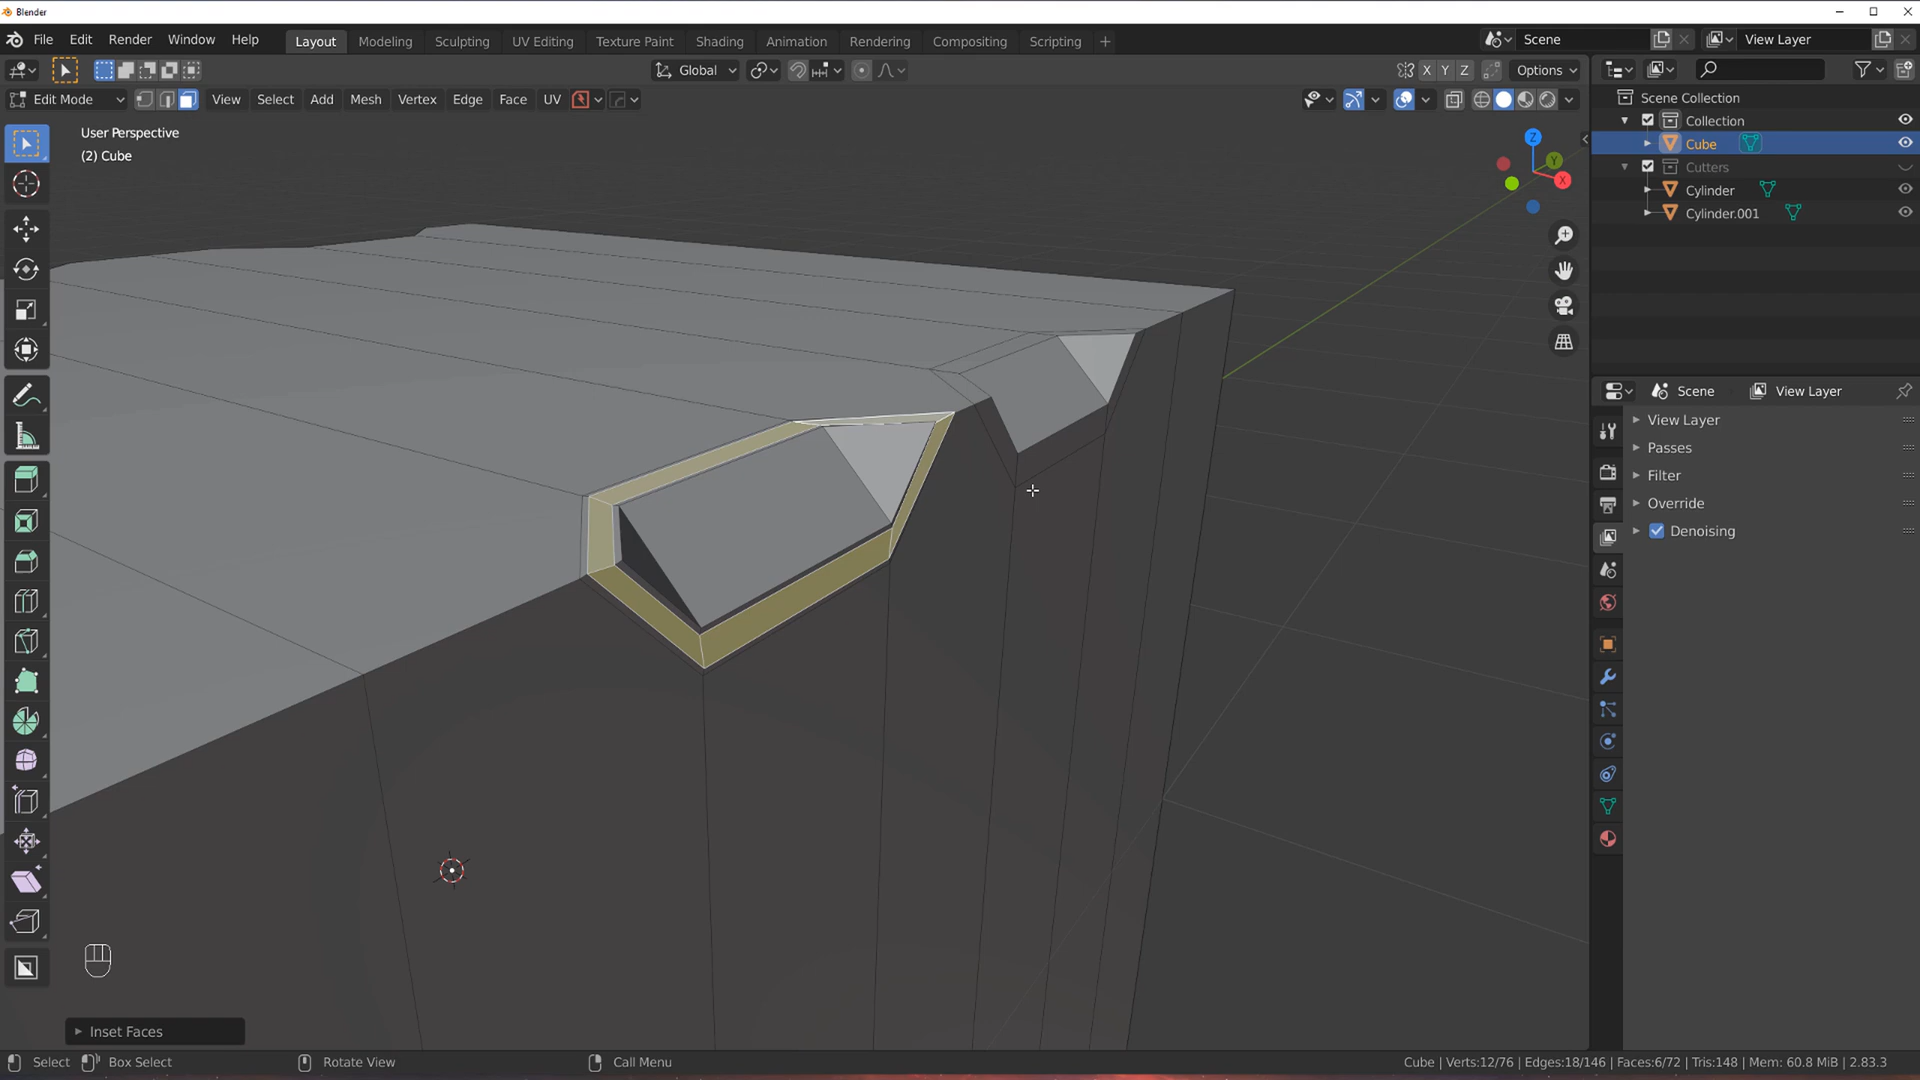 Blender
File Edit Render Window Help Layout Modeling Sculpting UV Editing Texture Paint Shading Animation Rendering Compositing Scripting + Scene View Layer
Global X Y Z Options
Edit Mode View Select Add Mesh Vertex Edge Face UV
User Perspective
(2) Cube
Z
Y
X
Scene Collection
Collection
Cube
Cutters
Cylinder
Cylinder.001
Scene View Layer
View Layer
Passes
Filter
Override
Denoising
Inset Faces
Select Box Select Rotate View Call Menu Cube | Verts:12/76 | Edges:18/146 | Faces:6/72 | Tris:148 | Mem: 60.8 MiB | 2.83.3